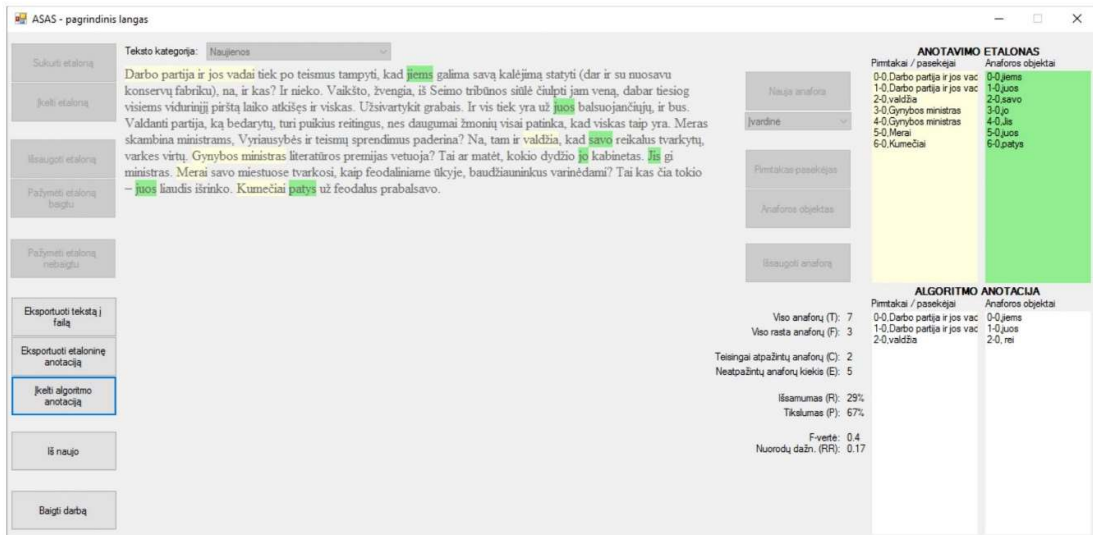 ASAS - pagrindinis langas
Sukurti etaloną
Įkelti etaloną
Išsaugoti etaloną
Pažymėti etaloną
baigtu
Pažymėti etaloną
nebaigtu
Eksportuoti tekstą į
failą
Eksportuoti etaloninę
anotaciją
Įkelti algoritmo
anotaciją
Iš naujo
Baigti darbą
Teksto kategorija: Naujienos
Darbo partija ir jos vadai tiek po teismus tampyti, kad jiems galima savą kalėjimą statyti (dar ir su nuosavu
konservų fabriku), na, ir kas? Ir nieko. Vaikšto, žvengia, iš Seimo tribūnos siūlė čiulpti jam veną, dabar tiesiog
visiems vidurinįjį pirštą laiko atkišęs ir viskas. Užsivartykit grabais. Ir vis tiek yra už juos balsuojančiųjų, ir bus.
Valdanti partija, ką bedarytų, turi puikius reitingus, nes daugumai žmonių visai patinka, kad viskas taip yra. Meras
skambina ministrams, Vyriausybės ir teismų sprendimus paderina? Na, tam ir valdžia, kad savo reikalus tvarkytų,
varkes virtų. Gynybos ministras literatūros premijas vetuoja? Tai ar matėt, kokio dydžio jo kabinetas. Jis gi
ministras. Merai savo miestuose tvarkosi, kaip feodaliniame ūkyje, baudžiauninkus varinėdami? Tai kas čia tokio
– juos liaudis išrinko. Kumečiai patys už feodalus prabalsavo.
Nauja anafora
Įvardinė
Pirmtakas-pasekėjas
Anaforos objektas
Išsaugoti anaforą
Viso anaforų (T): 7
Viso rasta anaforų (F): 3
Teisingai atpažintų anaforų (C): 2
Neatpažintų anaforų kiekis (E): 5
Išsamumas (R): 29%
Tikslumas (P): 67%
F-vertė: 0.4
Nuorodų dažn. (RR): 0.17
ANOTAVIMO ETALONAS
Pirmtakai / pasekėjai Anaforos objektai
0-0,Darbo partija ir jos vad 0-0,jiems
1-0,Darbo partija ir jos vad 1-0,juos
2-0,valdžia 2-0,savo
3-0,Gynybos ministras 3-0,jo
4-0,Gynybos ministras 4-0,Jis
5-0,Merai 5-0,juos
6-0,Kumečiai 6-0,patys
ALGORITMO ANOTACIJA
Pirmtakai / pasekėjai Anaforos objektai
0-0,Darbo partija ir jos vad 0-0,jiems
1-0,Darbo partija ir jos vad 1-0,juos
2-0,valdžia 2-0, rei